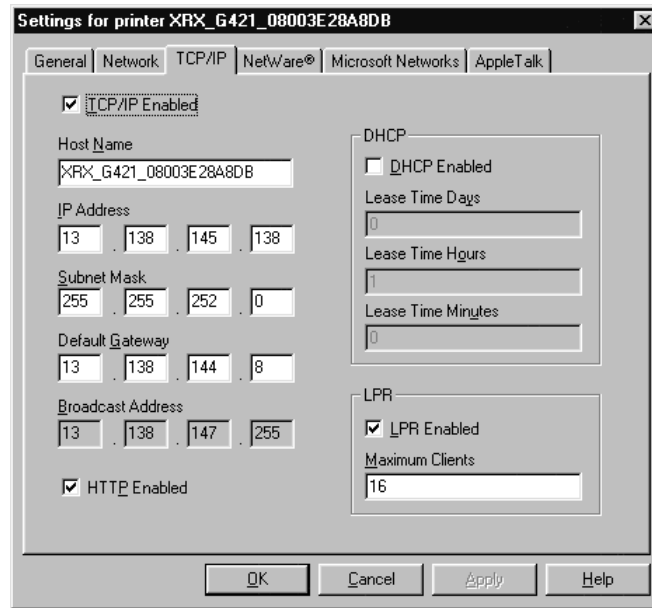 Settings for printer XRX_G421_08003E28A8DB
General Network TCP/IP NetWare® Microsoft Networks AppleTalk
TCP/IP Enabled
Host Name
XRX_G421_08003E28A8DB
IP Address
13 . 138 . 145 . 138
Subnet Mask
255 . 255 . 252 . 0
Default Gateway
13 . 138 . 144 . 8
Broadcast Address
13 . 138 . 147 . 255
HTTP Enabled
DHCP
DHCP Enabled
Lease Time Days
0
Lease Time Hours
1
Lease Time Minutes
0
LPR
LPR Enabled
Maximum Clients
16
OK Cancel Apply Help